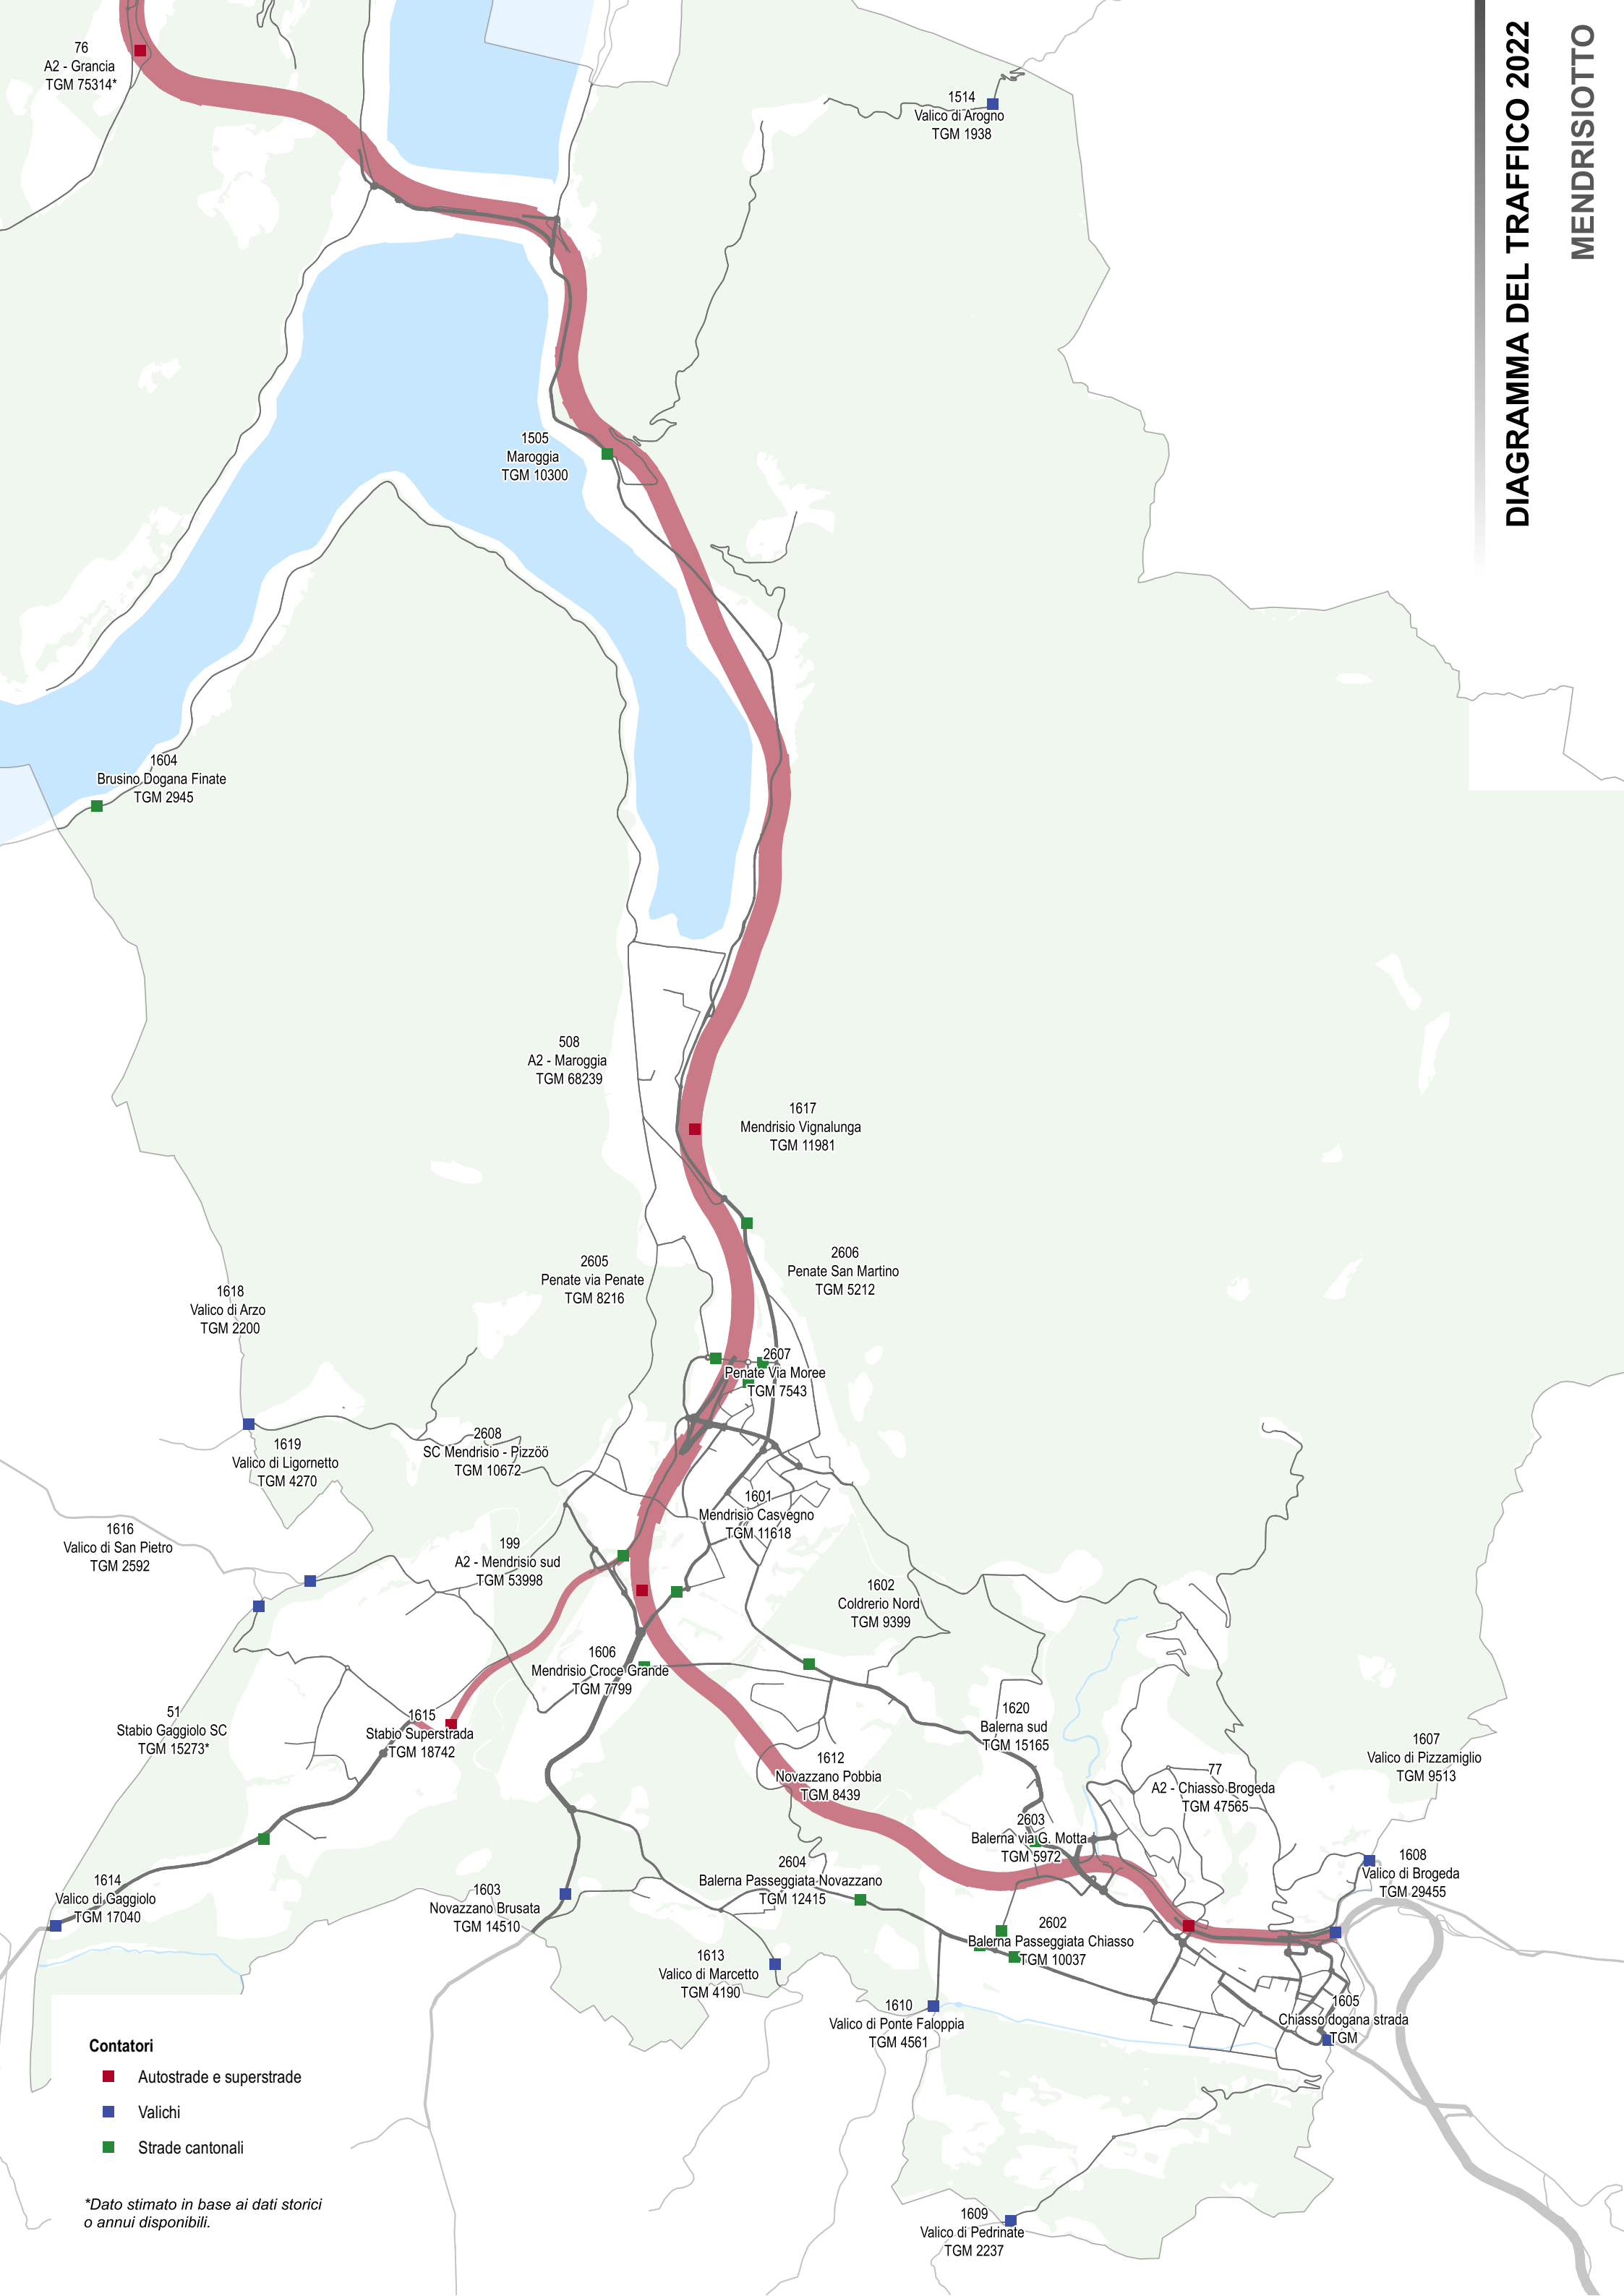 DIAGRAMMA DEL TRAFFICO 2022
MENDRISIOTTO
76
A2 - Grancia
TGM 75314*
1514
Valico di Arogno
TGM 1938
1505
Maroggia
TGM 10300
1604
Brusino Dogana Finate
TGM 2945
508
A2 - Maroggia
TGM 68239
1617
Mendrisio Vignalunga
TGM 11981
2605
Penate via Penate
TGM 8216
2606
Penate San Martino
TGM 5212
1618
Valico di Arzo
TGM 2200
2607
Penate Via Moree
TGM 7543
2608
SC Mendrisio - Pizzöö
TGM 10672
1619
Valico di Ligornetto
TGM 4270
1601
Mendrisio Casvegno
TGM 11618
1616
Valico di San Pietro
TGM 2592
199
A2 - Mendrisio sud
TGM 53998
1602
Coldrerio Nord
TGM 9399
1606
Mendrisio Croce Grande
TGM 7799
51
Stabio Gaggiolo SC
TGM 15273*
1615
Stabio Superstrada
TGM 18742
1620
Balerna sud
TGM 15165
1607
Valico di Pizzamiglio
TGM 9513
1612
Novazzano Pobbia
TGM 8439
77
A2 - Chiasso Brogeda
TGM 47565
2603
Balerna via G. Motta
TGM 5972
1608
Valico di Brogeda
TGM 29455
2604
Balerna Passeggiata Novazzano
TGM 12415
1614
Valico di Gaggiolo
TGM 17040
1603
Novazzano Brusata
TGM 14510
2602
Balerna Passeggiata Chiasso
TGM 10037
1613
Valico di Marcetto
TGM 4190
1610
Valico di Ponte Faloppia
TGM 4561
1605
Chiasso dogana strada
TGM
1609
Valico di Pedrinate
TGM 2237
Contatori
Autostrade e superstrade
Valichi
Strade cantonali
*Dato stimato in base ai dati storici
o annui disponibili.